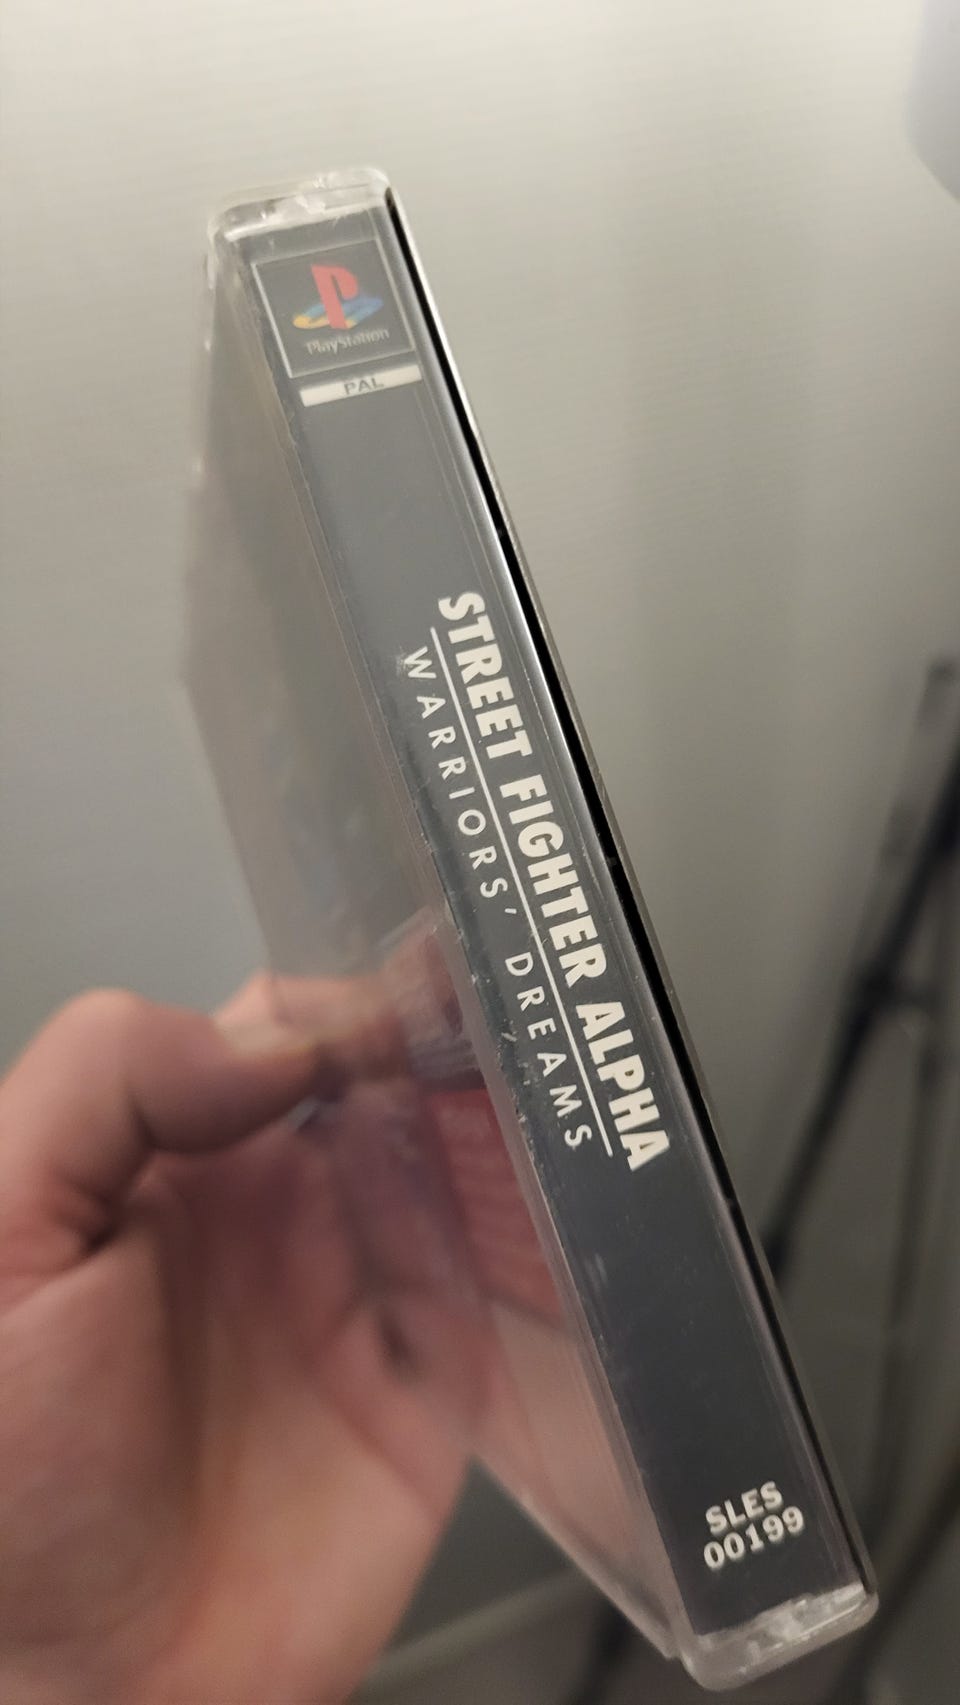 PlayStation
PAL
STREET FIGHTER ALPHA
WARRIORS' DREAMS
SLES
00199